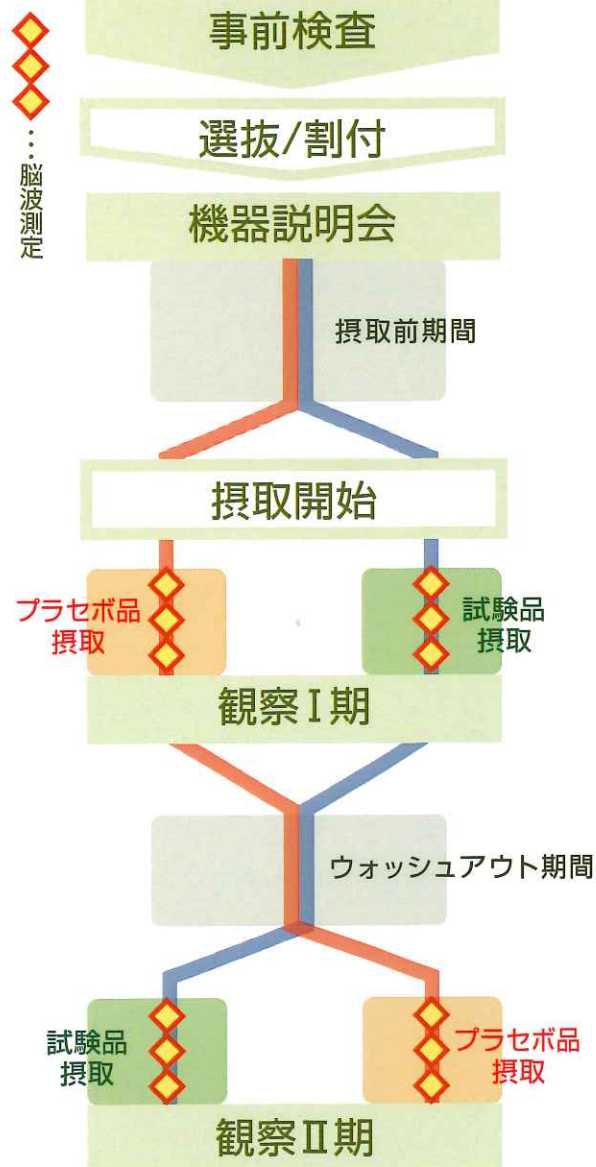 事前検査
…脳波測定
選抜/割付
機器説明会
摂取前期間
摂取開始
プラセボ品
摂取
試験品
摂取
観察Ⅰ期
ウォッシュアウト期間
試験品
摂取
プラセボ品
摂取
観察Ⅱ期